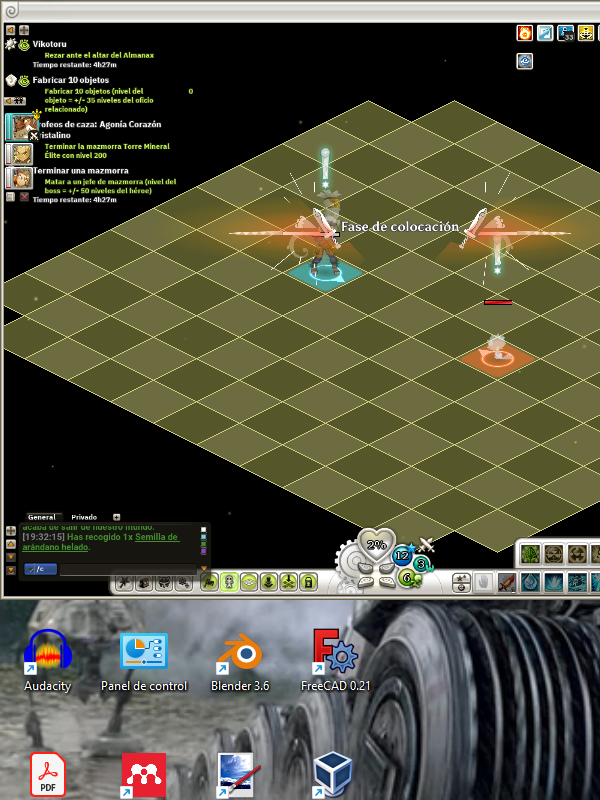 Vikotoru
Rezar ante el altar del Almanax
Tiempo restante: 4h27m
Fabricar 10 objetos
Fabricar 10 objetos (nivel del
objeto = +/- 35 niveles del oficio
relacionado)
0
rofeos de caza: Agonía Corazón
ristalino
Terminar la mazmorra Torre Mineral
Élite con nivel 200
Terminar una mazmorra
Matar a un jefe de mazmorra (nivel del
boss = +/- 50 niveles del héroe)
Tiempo restante: 4h27m
33
Fase de colocación
General
Privado
acaba de salir de nuestro mundo.
[19:32:15] Has recogido 1x Semilla de
arándano helado.
/c
2%
12
3
6
Audacity
Panel de control
Blender 3.6
FreeCAD 0.21
PDF